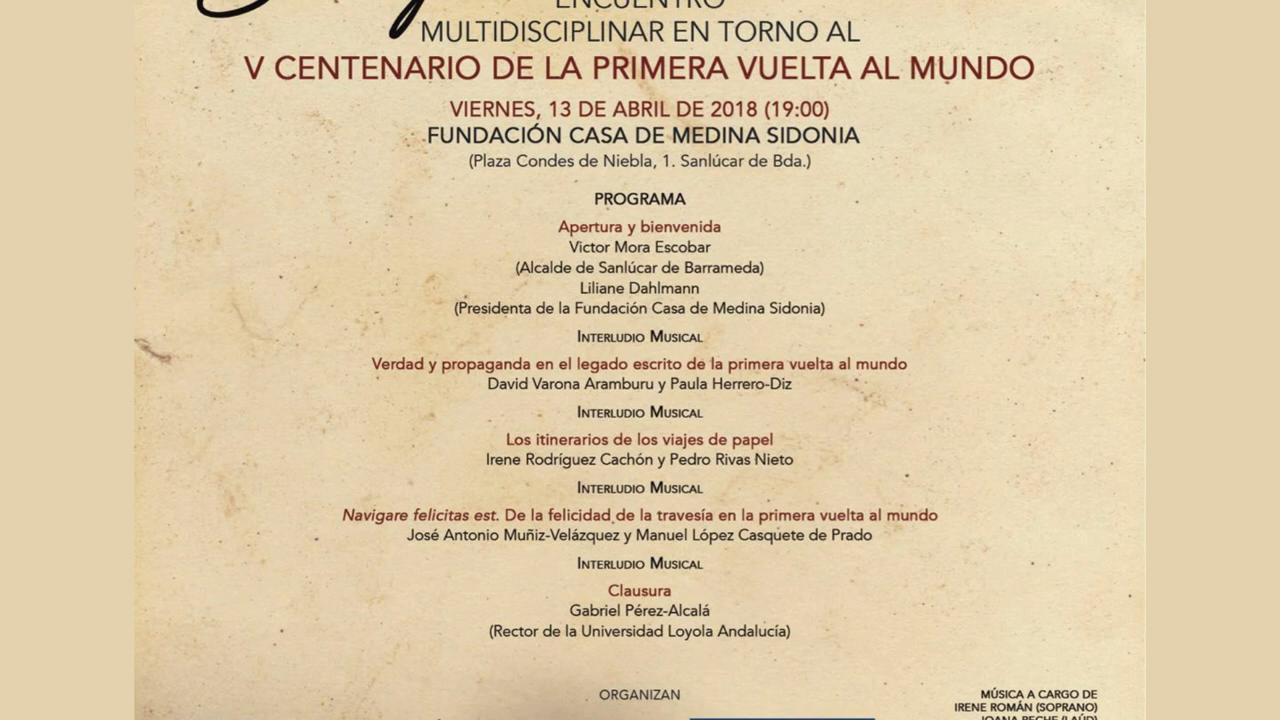 ENCUENTRO
MULTIDISCIPLINAR EN TORNO AL
V CENTENARIO DE LA PRIMERA VUELTA AL MUNDO
VIERNES, 13 DE ABRIL DE 2018 (19:00)
FUNDACIÓN CASA DE MEDINA SIDONIA
(Plaza Condes de Niebla, 1. Sanlúcar de Bda.)
PROGRAMA
Apertura y bienvenida
Victor Mora Escobar
(Alcalde de Sanlúcar de Barrameda)
Liliane Dahlmann
(Presidenta de la Fundación Casa de Medina Sidonia)
Interludio Musical
Verdad y propaganda en el legado escrito de la primera vuelta al mundo
David Varona Aramburu y Paula Herrero-Diz
Interludio Musical
Los itinerarios de los viajes de papel
Irene Rodríguez Cachón y Pedro Rivas Nieto
Interludio Musical
Navigare felicitas est. De la felicidad de la travesía en la primera vuelta al mundo
José Antonio Muñiz-Velázquez y Manuel López Casquete de Prado
Interludio Musical
Clausura
Gabriel Pérez-Alcalá
(Rector de la Universidad Loyola Andalucía)
ORGANIZAN
MÚSICA A CARGO DE
IRENE ROMÁN (SOPRANO)